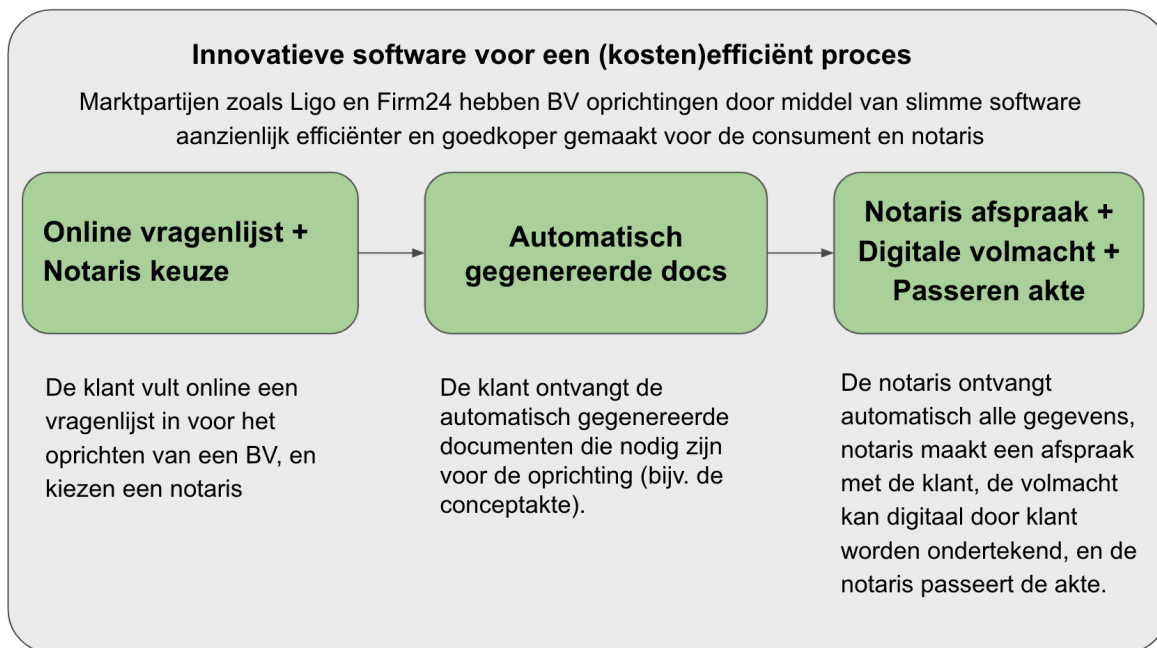 Innovatieve software voor een (kosten)efficiënt proces
Marktpartijen zoals Ligo en Firm24 hebben BV oprichtingen door middel van slimme software
aanzienlijk efficiënter en goedkoper gemaakt voor de consument en notaris
Online vragenlijst +
Notaris keuze
Automatisch
gegenereerde docs
Notaris afspraak +
Digitale volmacht +
Passeren akte
De klant vult online een
vragenlijst in voor het
oprichten van een BV, en
kiezen een notaris
De klant ontvangt de
automatisch gegenereerde
documenten die nodig zijn
voor de oprichting (bijv. de
conceptakte).
De notaris ontvangt
automatisch alle gegevens,
notaris maakt een afspraak
met de klant, de volmacht
kan digitaal door klant
worden ondertekend, en de
notaris passeert de akte.